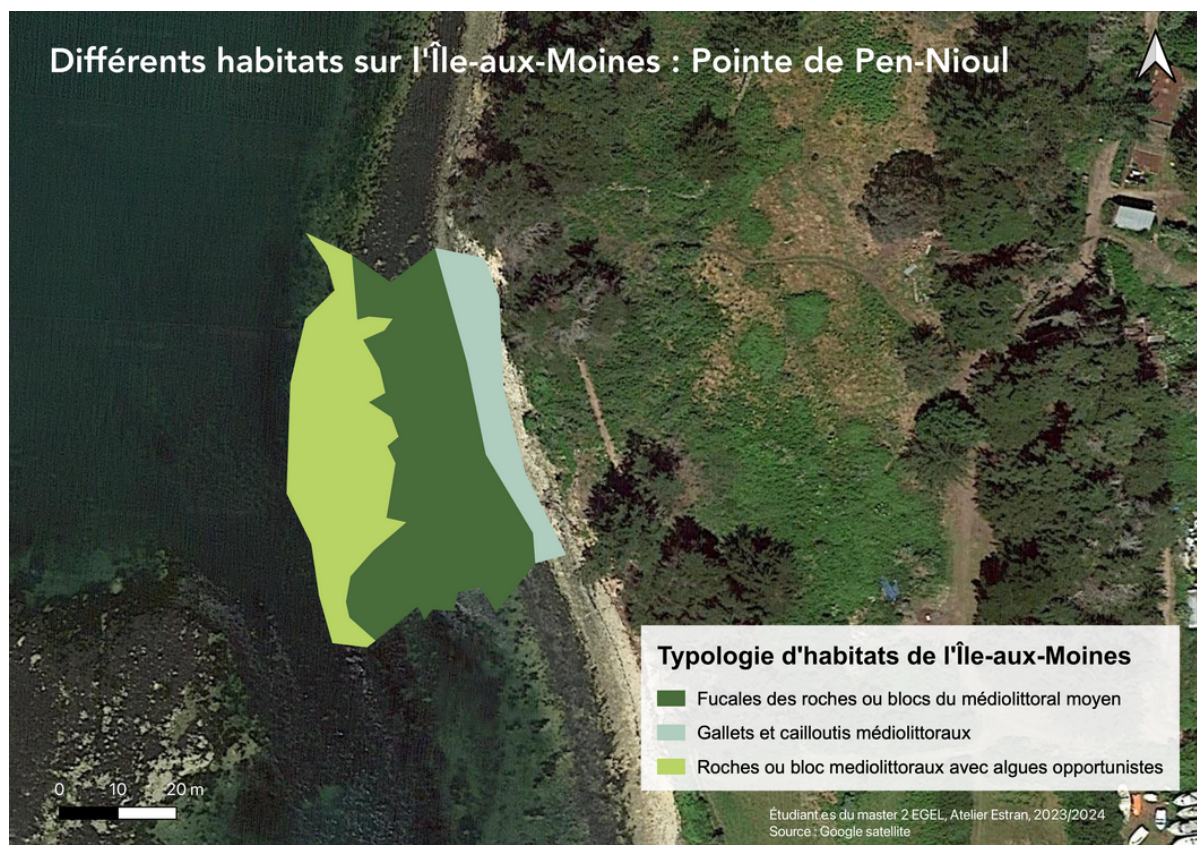 Différents habitats sur l'Île-aux-Moines : Pointe de Pen-Nioul
Typologie d'habitats de l'Île-aux-Moines
Fucales des roches ou blocs du médiolittoral moyen
Gallets et cailloutis médiolittoraux
Roches ou bloc mediolittoraux avec algues opportunistes
0 10 20 m
Étudiant.e.s du master 2 EGEL, Atelier Estran, 2023/2024
Source : Google satellite